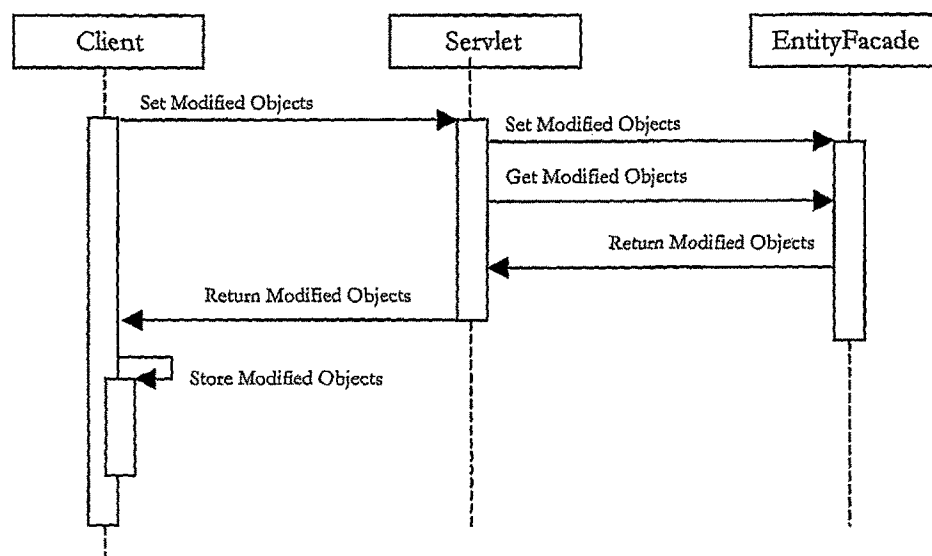 Client
Servlet
EntityFacade
Set Modified Objects
Set Modified Objects
Get Modified Objects
Return Modified Objects
Return Modified Objects
Store Modified Objects